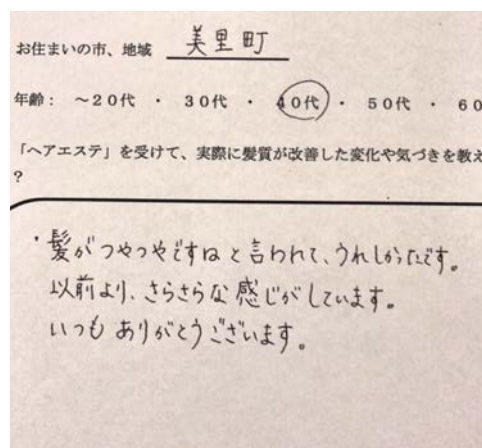 お住まいの市、地域 美里町
年齢： ～20代 ・ 30代 ・ 40代 ・ 50代 ・ 60
「ヘアエステ」を受けて、実際に髪質が改善した変化や気づきを教え
?
・髪がつやつやですねと言われて、うれしかったです。
以前より、さらさらな感じがしています。
いつもありがとうございます。